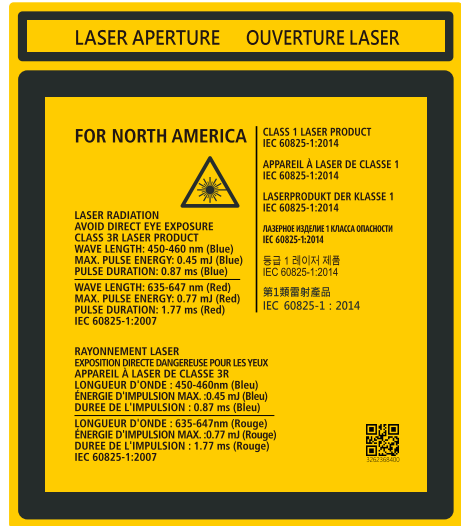 LASER APERTURE OUVERTURE LASER
FOR NORTH AMERICA
LASER RADIATION
AVOID DIRECT EYE EXPOSURE
CLASS 3R LASER PRODUCT
WAVE LENGTH: 450-460 nm (Blue)
MAX. PULSE ENERGY: 0.45 mJ (Blue)
PULSE DURATION: 0.87 ms (Blue)
WAVE LENGTH: 635-647 nm (Red)
MAX. PULSE ENERGY: 0.77 mJ (Red)
PULSE DURATION: 1.77 ms (Red)
IEC 60825-1:2007
RAYONNEMENT LASER
EXPOSITION DIRECTE DANGEREUSE POUR LES YEUX
APPAREIL À LASER DE CLASSE 3R
LONGUEUR D'ONDE : 450-460nm (Bleu)
ÉNERGIE D'IMPULSION MAX. :0.45 mJ (Bleu)
DUREE DE L'IMPULSION : 0.87 ms (Bleu)
LONGUEUR D'ONDE : 635-647nm (Rouge)
ÉNERGIE D'IMPULSION MAX. :0.77 mJ (Rouge)
DUREE DE L'IMPULSION : 1.77 ms (Rouge)
IEC 60825-1:2007
CLASS 1 LASER PRODUCT
IEC 60825-1:2014
APPAREIL À LASER DE CLASSE 1
IEC 60825-1:2014
LASERPRODUKT DER KLASSE 1
IEC 60825-1:2014
ЛАЗЕРНОЕ ИЗДЕЛИЕ 1 КЛАССА ОПАСНОСТИ
IEC 60825-1:2014
등급 1 레이저 제품
IEC 60825-1:2014
第1類雷射產品
IEC 60825-1 : 2014
3262368400